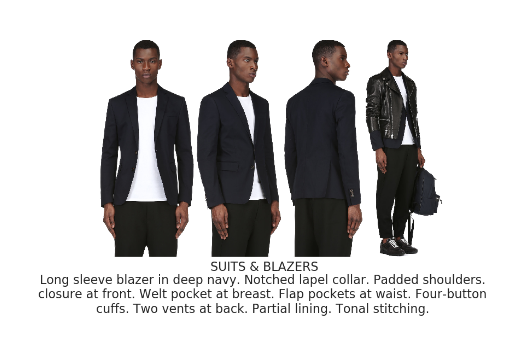 SUITS & BLAZERS
Long sleeve blazer in deep navy. Notched lapel collar. Padded shoulders.
closure at front. Welt pocket at breast. Flap pockets at waist. Four-button
cuffs. Two vents at back. Partial lining. Tonal stitching.